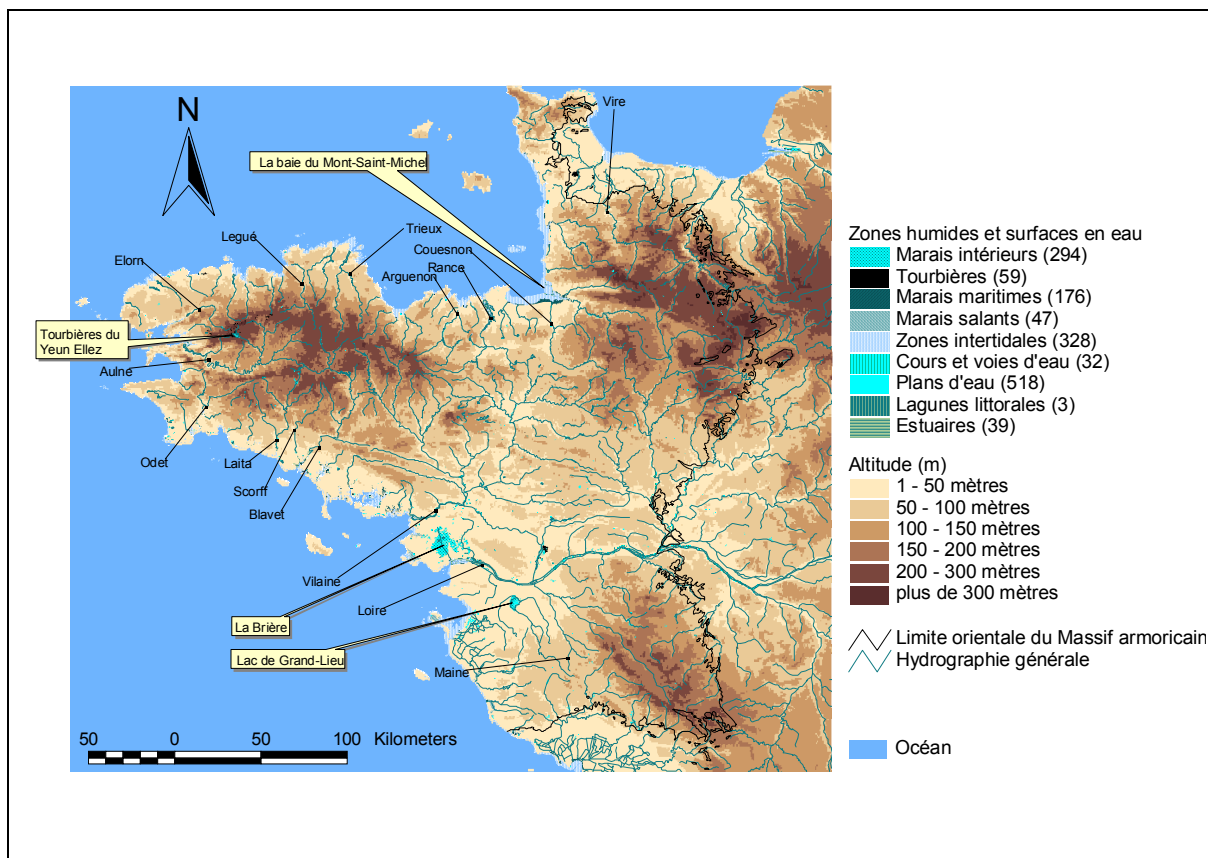 N
Vire
La baie du Mont-Saint-Michel
Legué
Trieux
Couesnon
Elorn
Rance
Arguenon
Tourbières du
Yeun Ellez
Aulne
Odet
Laita
Scorff
Blavet
Vilaine
Loire
La Brière
Lac de Grand-Lieu
Maine
50 0 50 100 Kilometers
Zones humides et surfaces en eau
Marais intérieurs (294)
Tourbières (59)
Marais maritimes (176)
Marais salants (47)
Zones intertidales (328)
Cours et voies d'eau (32)
Plans d'eau (518)
Lagunes littorales (3)
Estuaires (39)
Altitude (m)
1 - 50 mètres
50 - 100 mètres
100 - 150 mètres
150 - 200 mètres
200 - 300 mètres
plus de 300 mètres
Limite orientale du Massif armoricain
Hydrographie générale
Océan